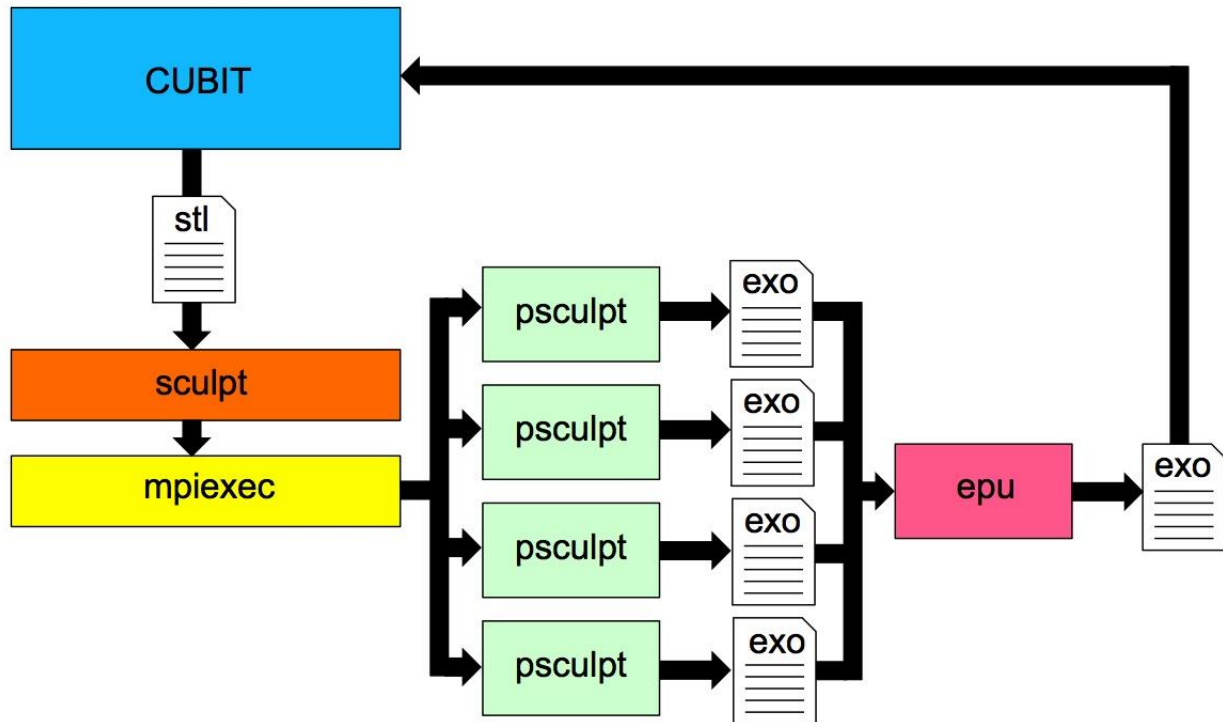 CUBIT
stl
sculpt
mpiexec
psculpt
exo
psculpt
exo
psculpt
exo
psculpt
exo
epu
exo